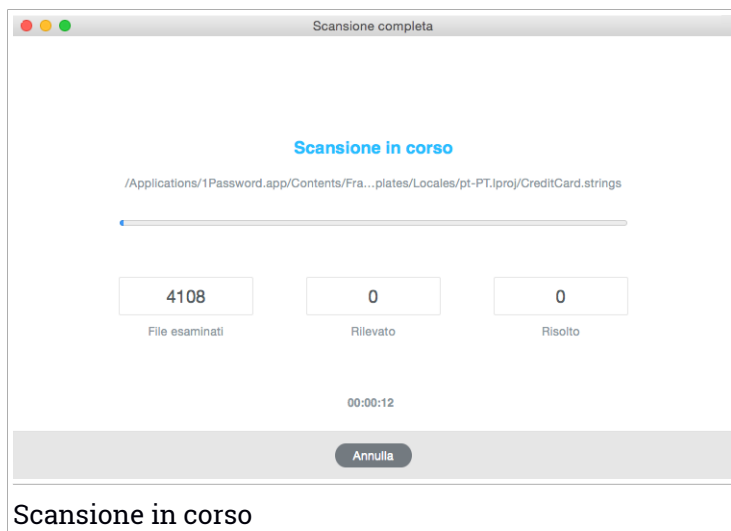 Scansione completa
Scansione in corso
/Applications/1Password.app/Contents/Fra...plates/Locales/pt-PT.lproj/CreditCard.strings
4108 0 0
File esaminati Rilevato Risolto
00:00:12
Annulla
Scansione in corso